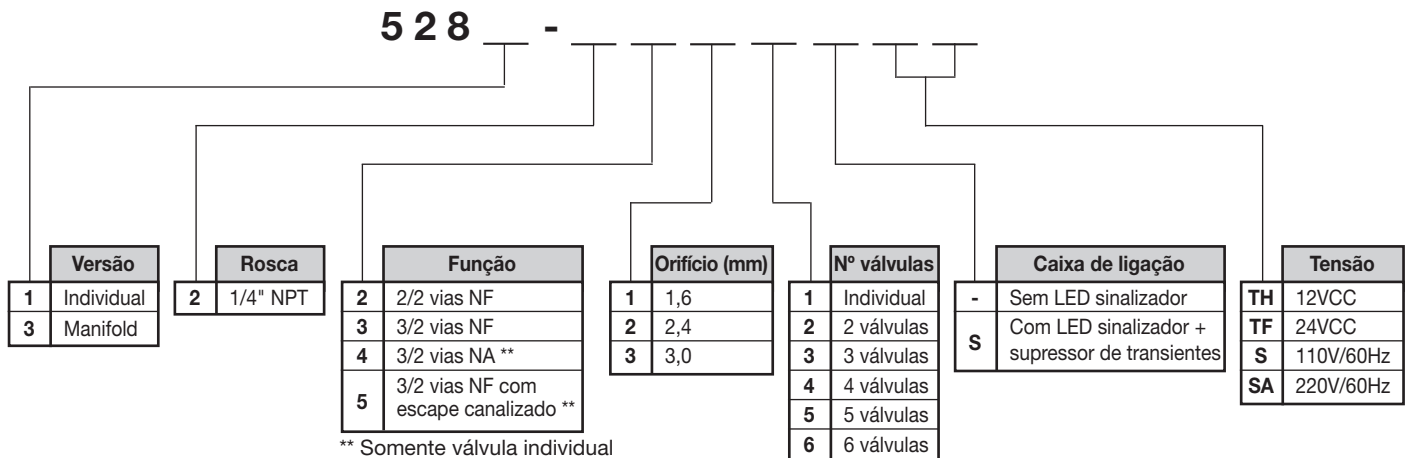 528__-__ __ __ __ __ __ __
Versão
1 Individual
3 Manifold
Rosca
2 1/4" NPT
Função
2 2/2 vias NF
3 3/2 vias NF
4 3/2 vias NA **
5 3/2 vias NF com
escape canalizado **
** Somente válvula individual
Orifício (mm)
1 1,6
2 2,4
3 3,0
Nº válvulas
1 Individual
2 2 válvulas
3 3 válvulas
4 4 válvulas
5 5 válvulas
6 6 válvulas
Caixa de ligação
- Sem LED sinalizador
S Com LED sinalizador +
supressor de transientes
Tensão
TH 12VCC
TF 24VCC
S 110V/60Hz
SA 220V/60Hz